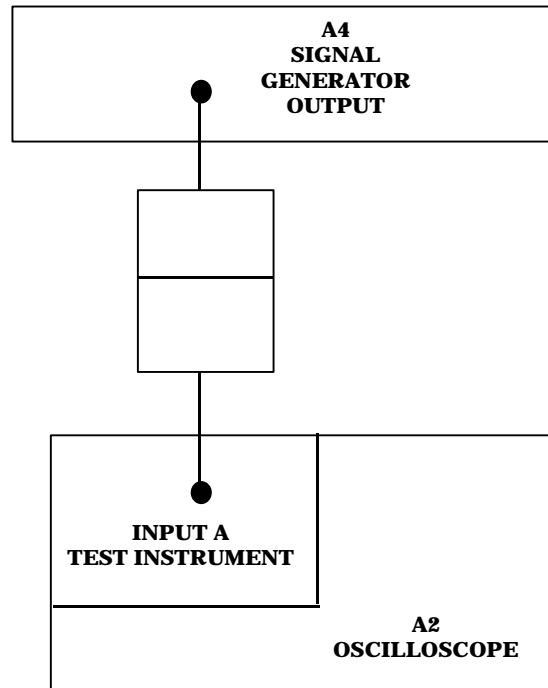 A4
SIGNAL
GENERATOR
OUTPUT
INPUT A
TEST INSTRUMENT
A2
OSCILLOSCOPE